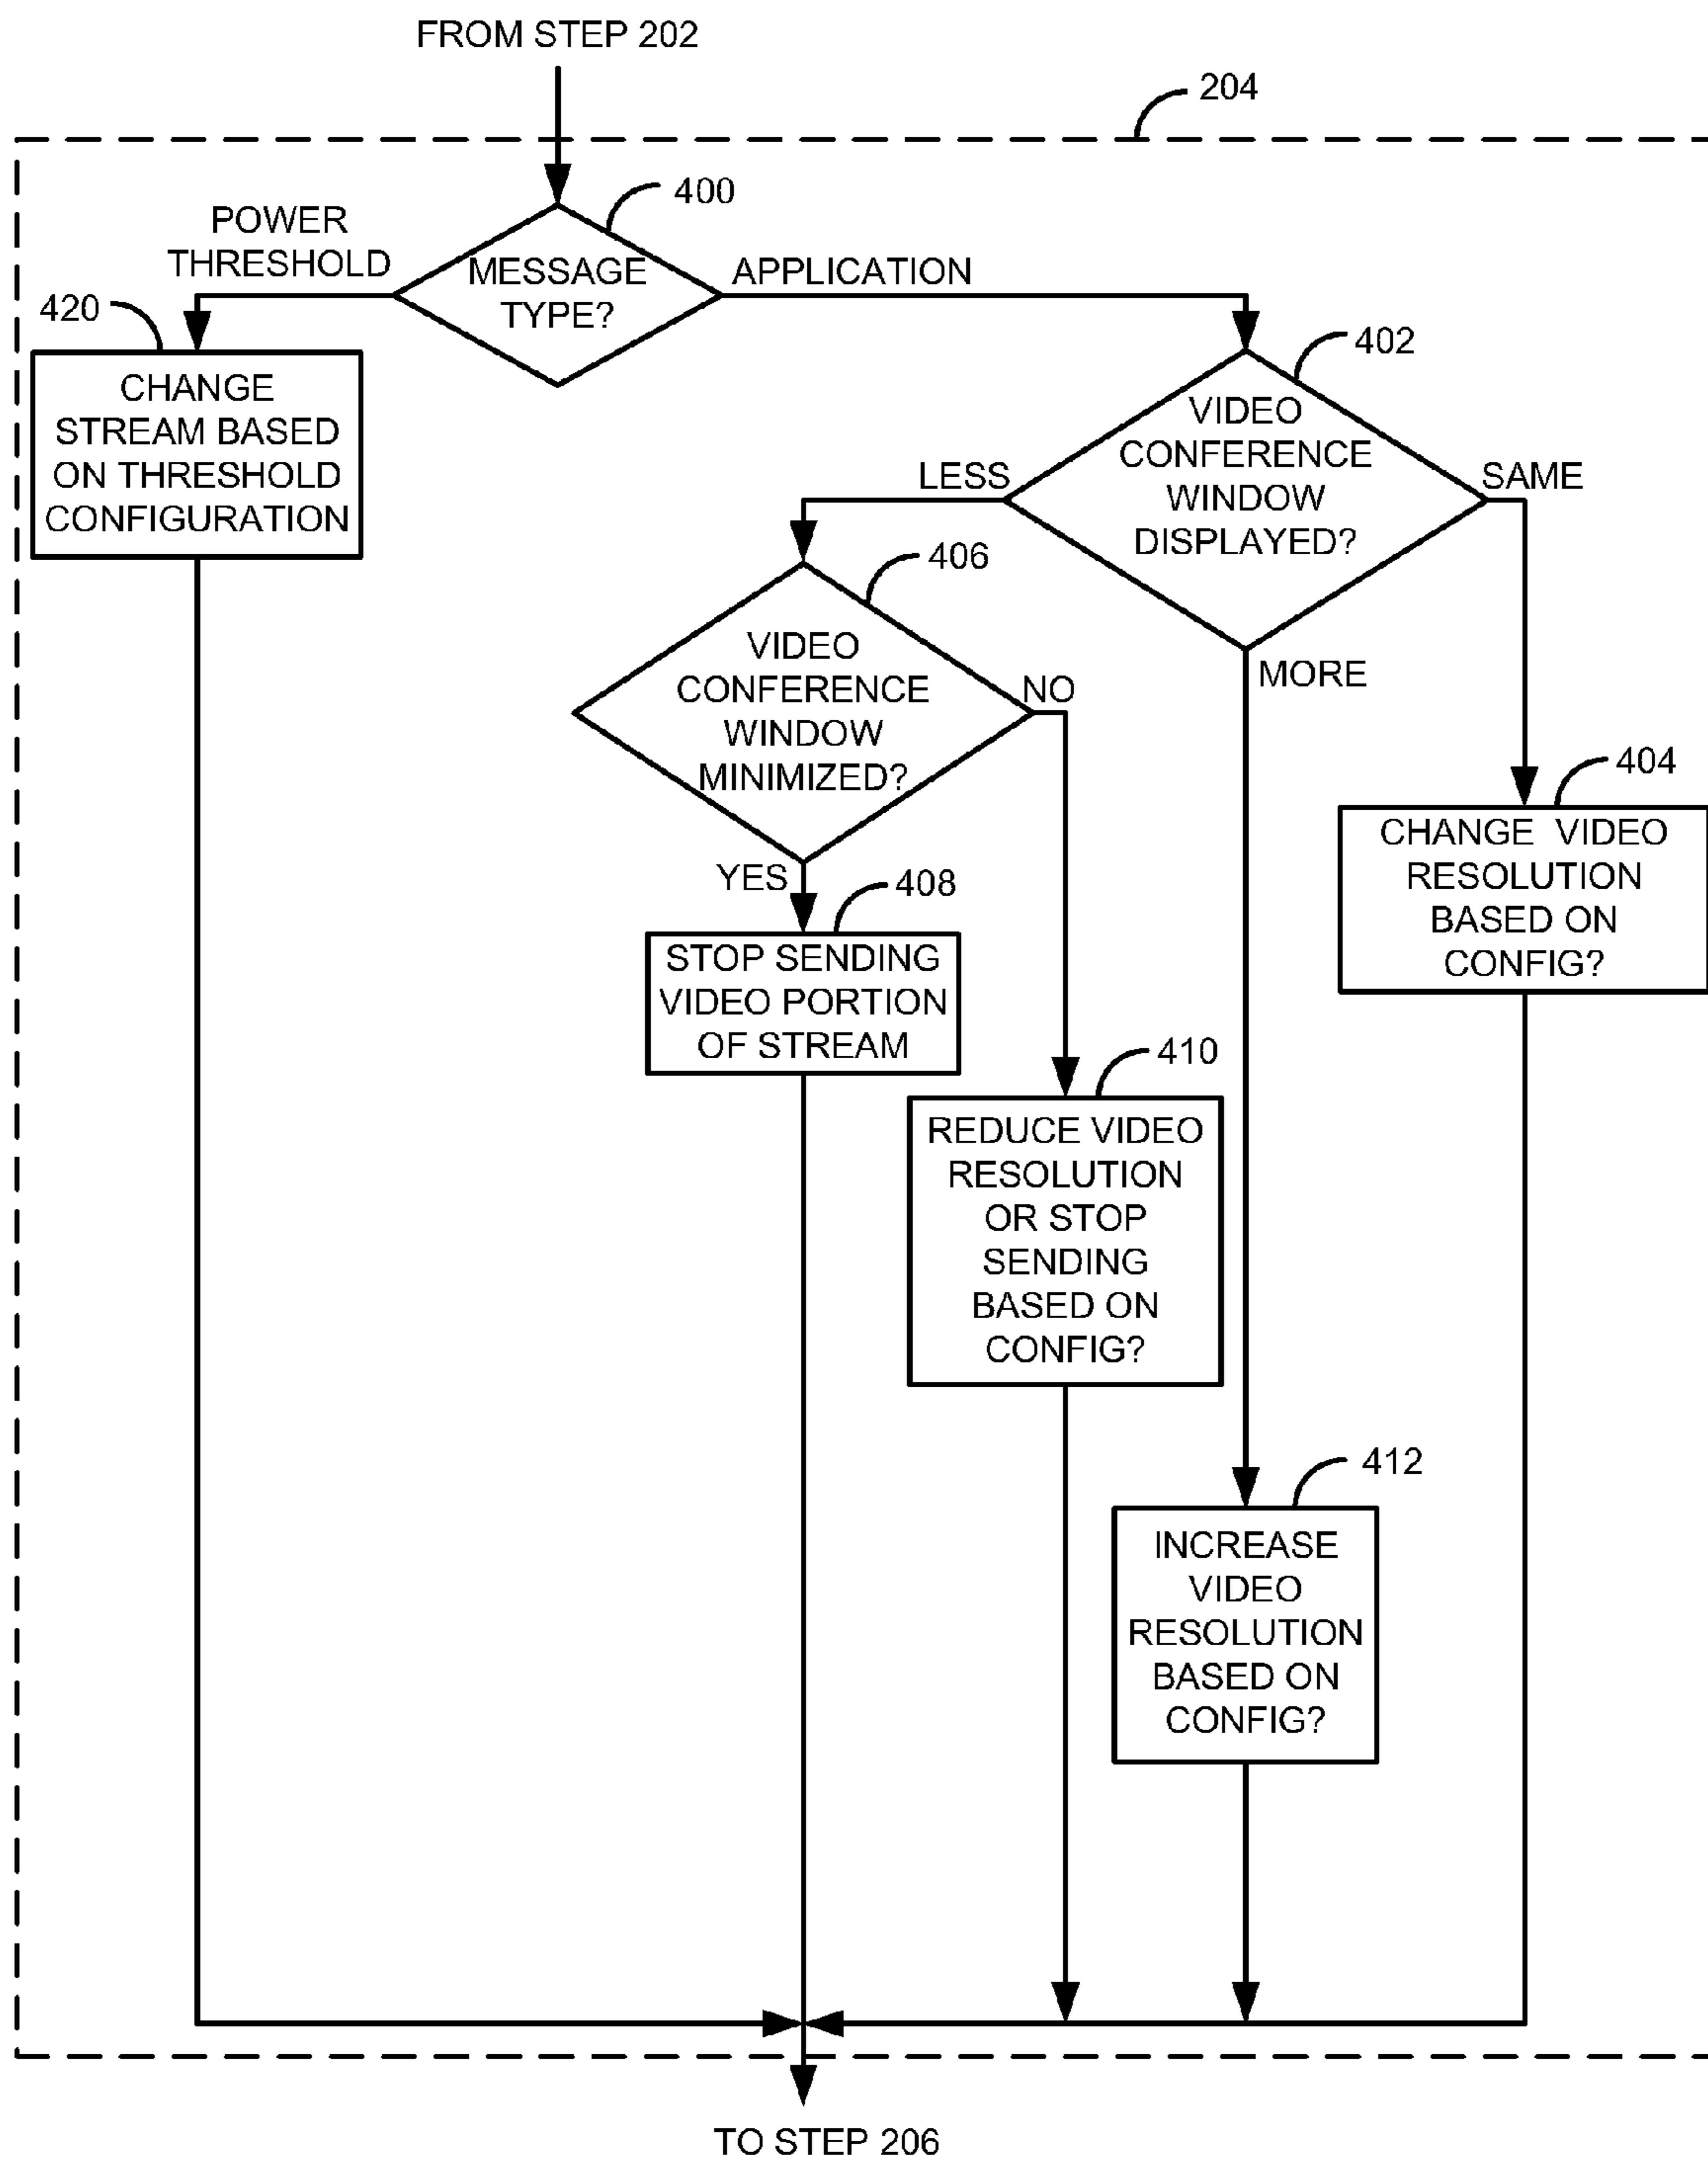 FROM STEP 202
204
400
POWER
THRESHOLD
MESSAGE
TYPE?
APPLICATION
420
CHANGE
STREAM BASED
ON THRESHOLD
CONFIGURATION
402
VIDEO
CONFERENCE
WINDOW
DISPLAYED?
LESS
SAME
MORE
406
VIDEO
CONFERENCE
WINDOW
MINIMIZED?
NO
YES
404
CHANGE VIDEO
RESOLUTION
BASED ON
CONFIG?
408
STOP SENDING
VIDEO PORTION
OF STREAM
410
REDUCE VIDEO
RESOLUTION
OR STOP
SENDING
BASED ON
CONFIG?
412
INCREASE
VIDEO
RESOLUTION
BASED ON
CONFIG?
TO STEP 206